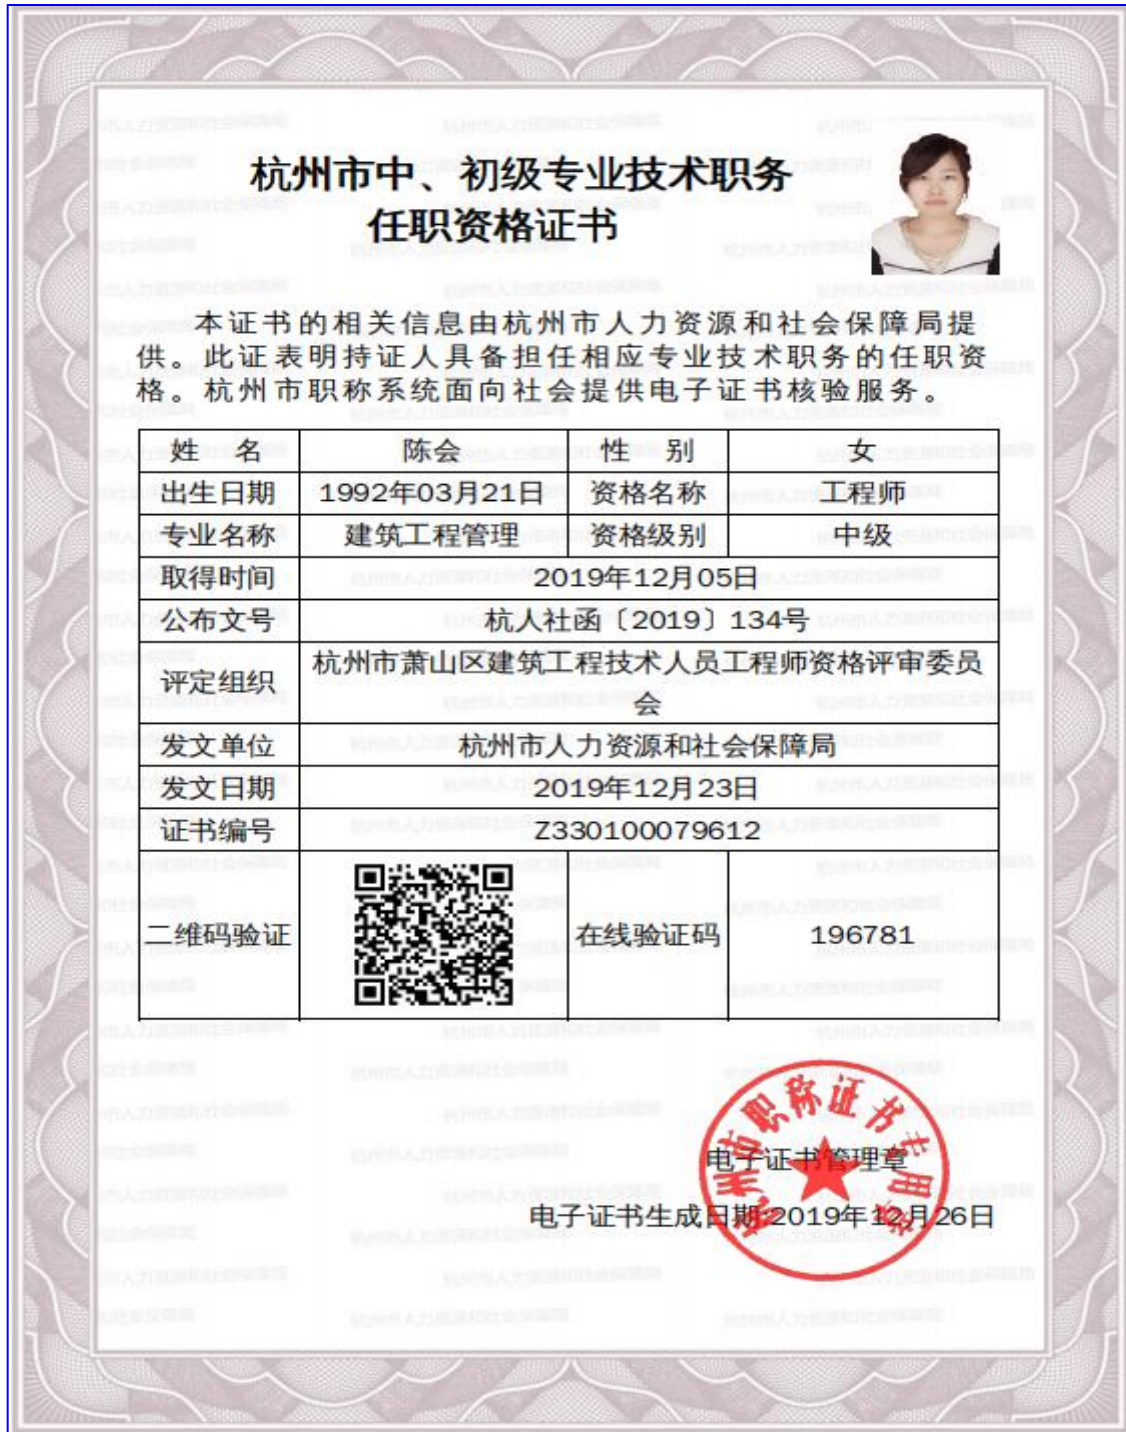 杭州市中、初级专业技术职务
任职资格证书
本证书的相关信息由杭州市人力资源和社会保障局提
供。此证表明持证人具备担任相应专业技术职务的任职资
格。杭州市职称系统面向社会提供电子证书核验服务。
姓 名 陈会 性 别 女
出生日期 1992年03月21日 资格名称 工程师
专业名称 建筑工程管理 资格级别 中级
取得时间 2019年12月05日
公布文号 杭人社函〔2019〕134号
评定组织 杭州市萧山区建筑工程技术人员工程师资格评审委员
会
发文单位 杭州市人力资源和社会保障局
发文日期 2019年12月23日
证书编号 Z330100079612
二维码验证 在线验证码 196781
杭州市职称证书专用章
电子证书管理章
电子证书生成日期:2019年12月26日